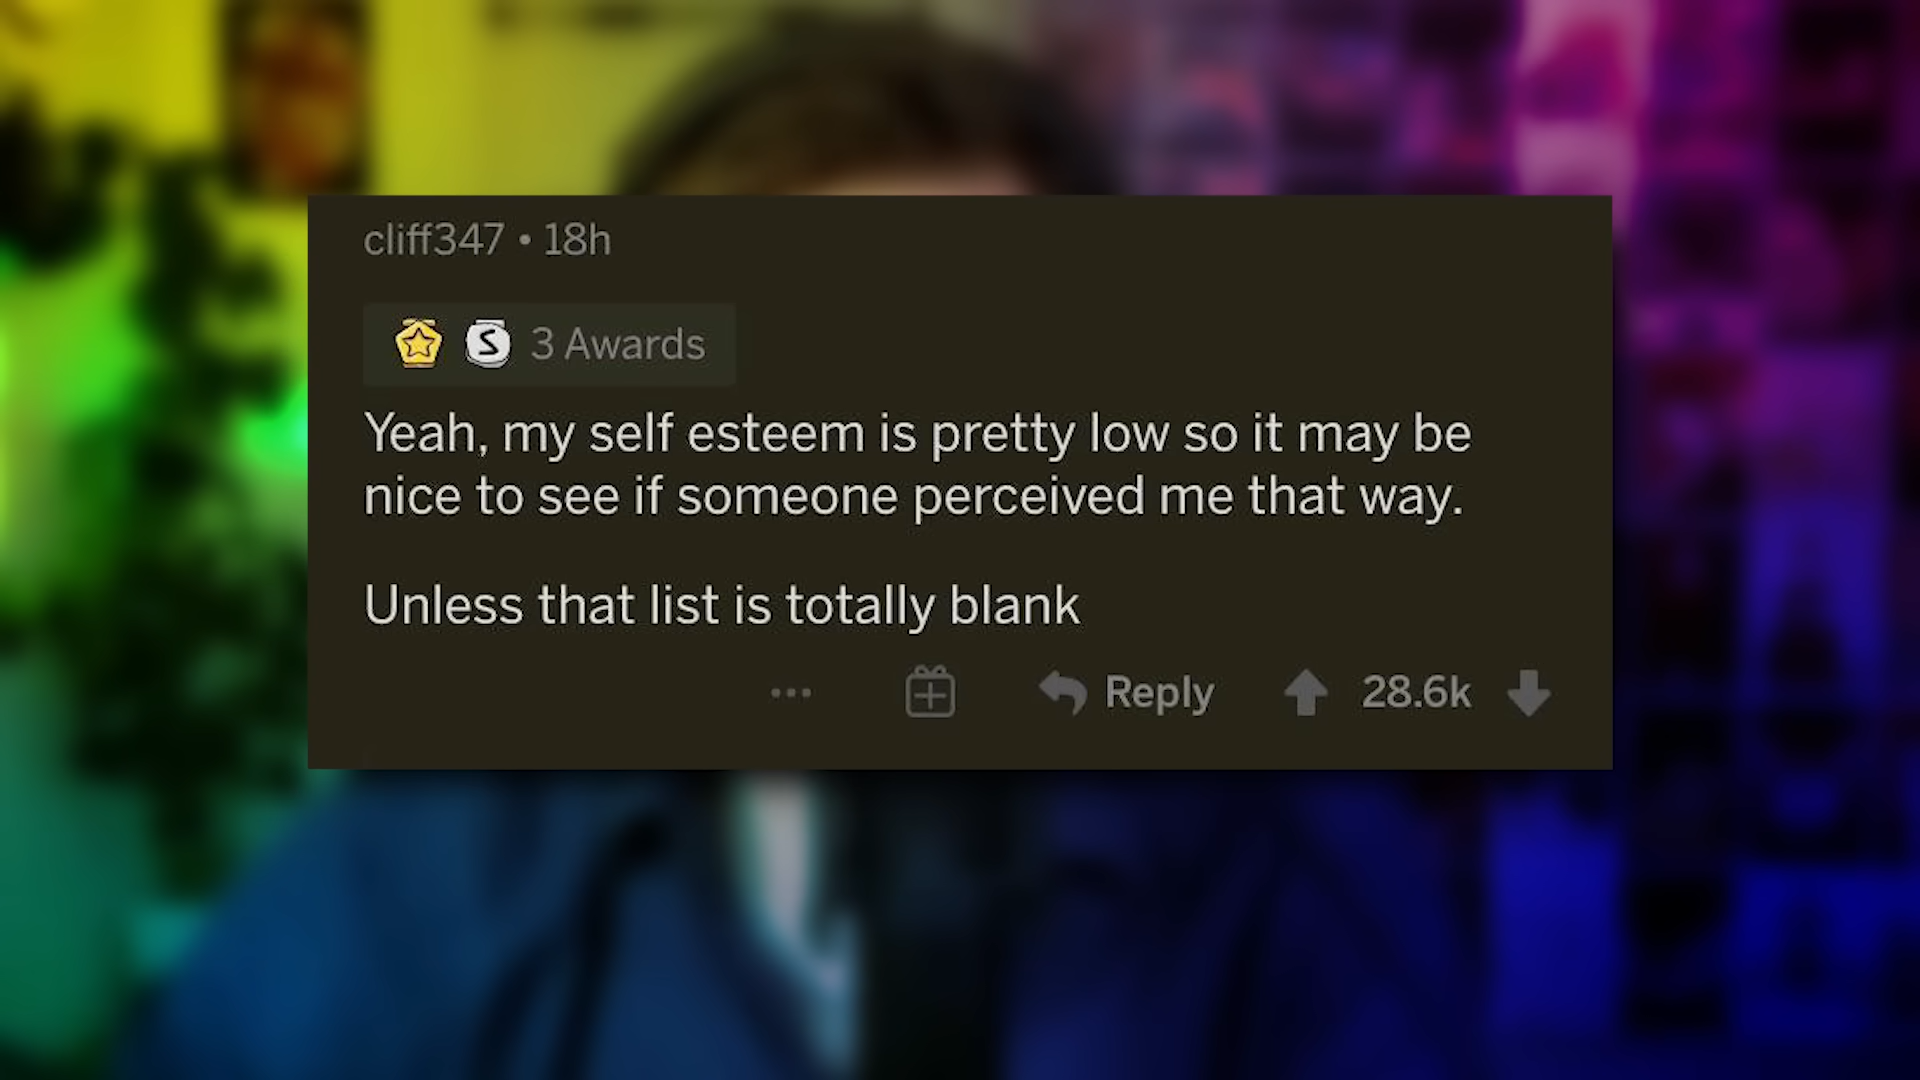 cliff347 • 18h
S 3 Awards
Yeah, my self esteem is pretty low so it may be
nice to see if someone perceived me that way.
Unless that list is totally blank
... Reply 28.6k